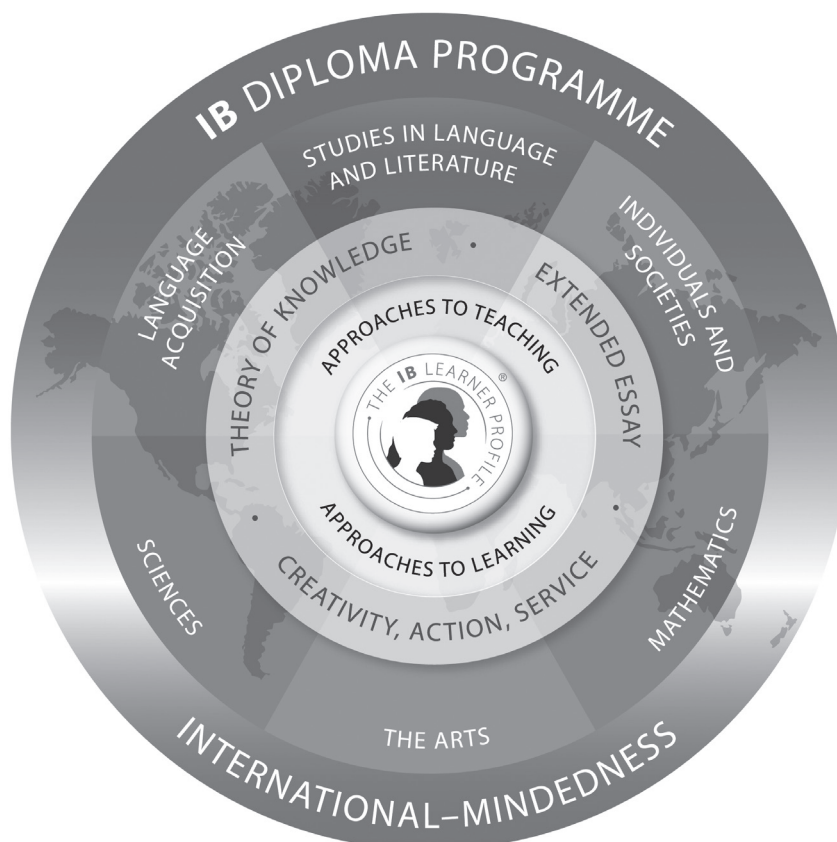 IB DIPLOMA PROGRAMME
STUDIES IN LANGUAGE
AND LITERATURE
LANGUAGE
ACQUISITION
INDIVIDUALS AND
SOCIETIES
THEORY OF KNOWLEDGE
•
EXTENDED ESSAY
APPROACHES TO TEACHING
• THE IB LEARNER PROFILE •
®
APPROACHES TO LEARNING
•
CREATIVITY, ACTION, SERVICE
•
SCIENCES
MATHEMATICS
THE ARTS
INTERNATIONAL–MINDEDNESS